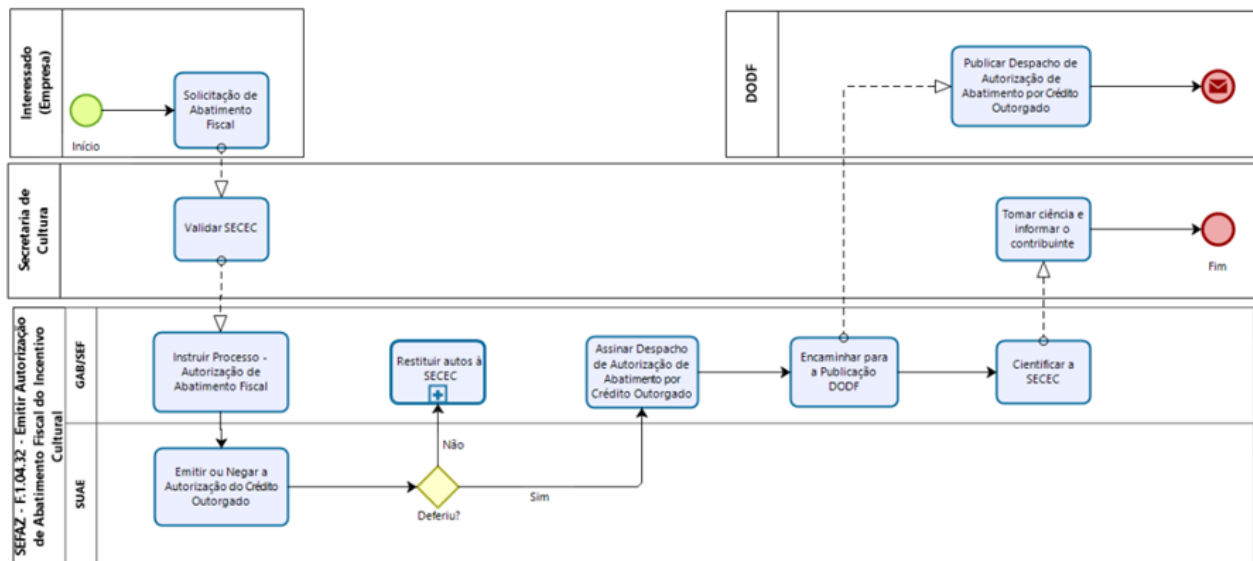 Interessado
(Empresa)
Início
Solicitação de
Abatimento
Fiscal
DODF
Publicar Despacho de
Autorização de
Abatimento por Crédito
Outorgado
Secretaria de
Cultura
Validar SECEC
Tomar ciência e
informar o
contribuinte
Fim
SEFAZ - F.1.04.32 - Emitir Autorização
de Abatimento Fiscal do Incentivo
Cultural
GAB/SEF
Instruir Processo -
Autorização de
Abatimento Fiscal
Restituir autos à
SECEC
Assinar Despacho
de Autorização de
Abatimento por
Crédito Outorgado
Encaminhar para
a Publicação
DODF
Cientificar a
SECEC
SUAE
Emitir ou Negar a
Autorização do Crédito
Outorgado
Não
Sim
Deferiu?